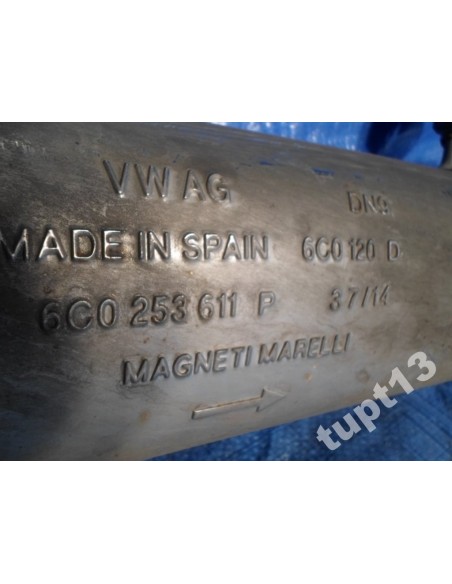 VW AG DN9
MADE IN SPAIN 6C0 120 D
6C0 253 611 P 37/14
MAGNETI MARELLI
tupt13